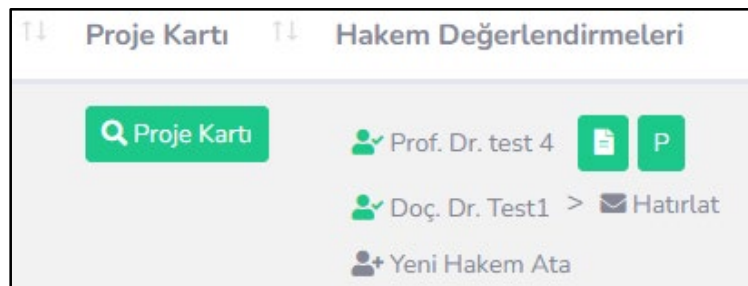 Proje Kartı Hakem Değerlendirmeleri
Proje Kartı Prof. Dr. test 4 P
Doç. Dr. Test1 > Hatırlat
Yeni Hakem Ata